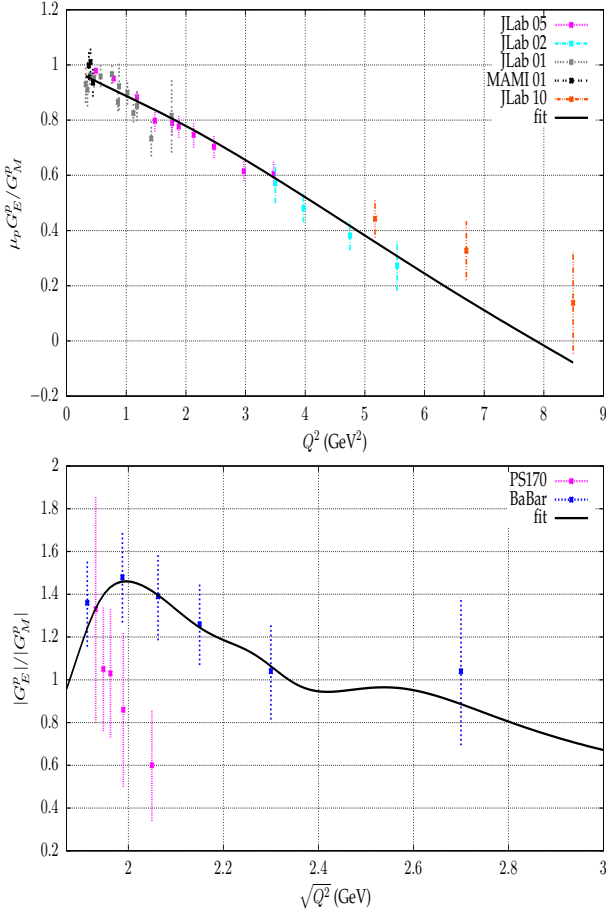 JLab 05
JLab 02
JLab 01
MAMI 01
JLab 10
fit
1.2
1
0.8
0.6
0.4
0.2
0
−0.2
0 1 2 3 4 5 6 7 8 9
μ_p G_E^p / G_M^p
Q² (GeV²)
PS170
BaBar
fit
2
1.8
1.6
1.4
1.2
1
0.8
0.6
0.4
0.2
2 2.2 2.4 2.6 2.8 3
|G_E^p| / |G_M^p|
√Q² (GeV)